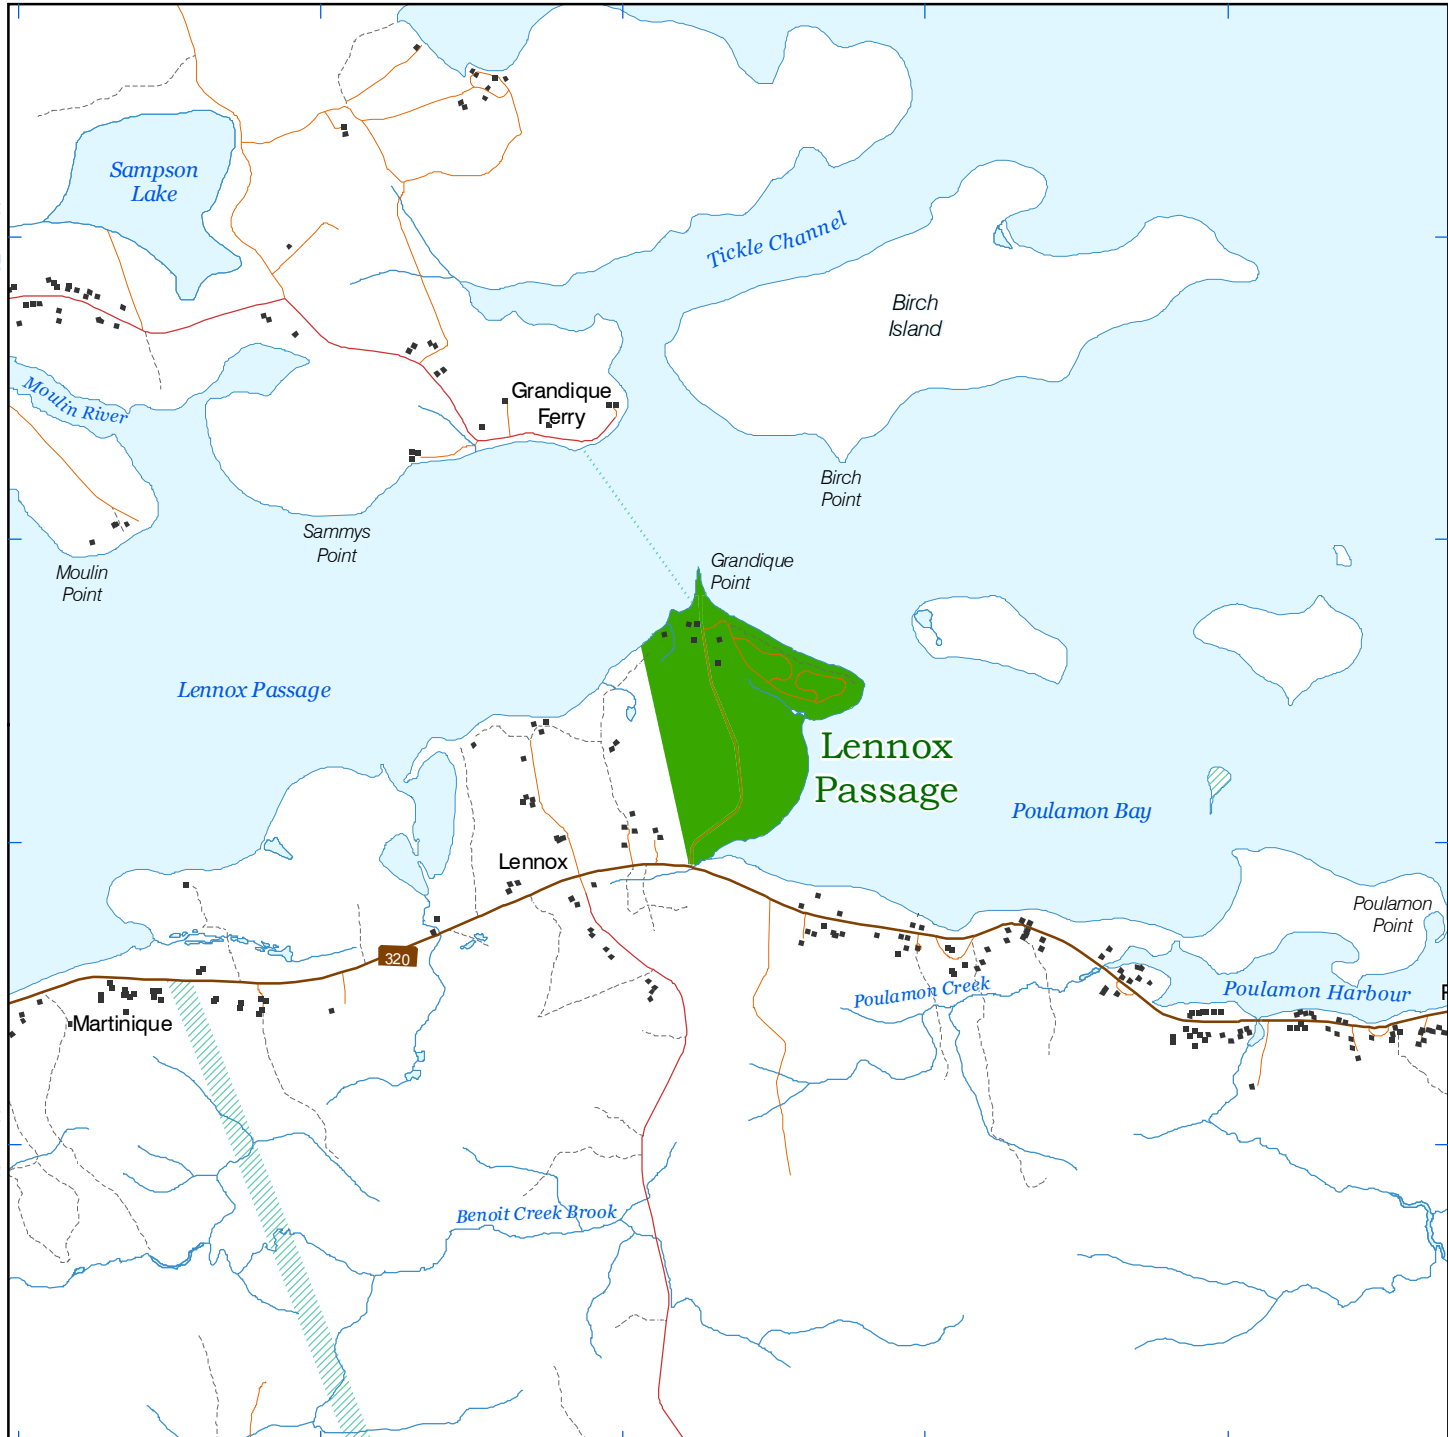 Sampson
Lake
Tickle Channel
Birch
Island
Moulin River
Grandique
Ferry
Birch
Point
Sammys
Point
Moulin
Point
Grandique
Point
Lennox Passage
Lennox
Passage
Poulamon Bay
Lennox
Poulamon
Point
320
Poulamon Creek
Poulamon Harbour
Martinique
Benoit Creek Brook